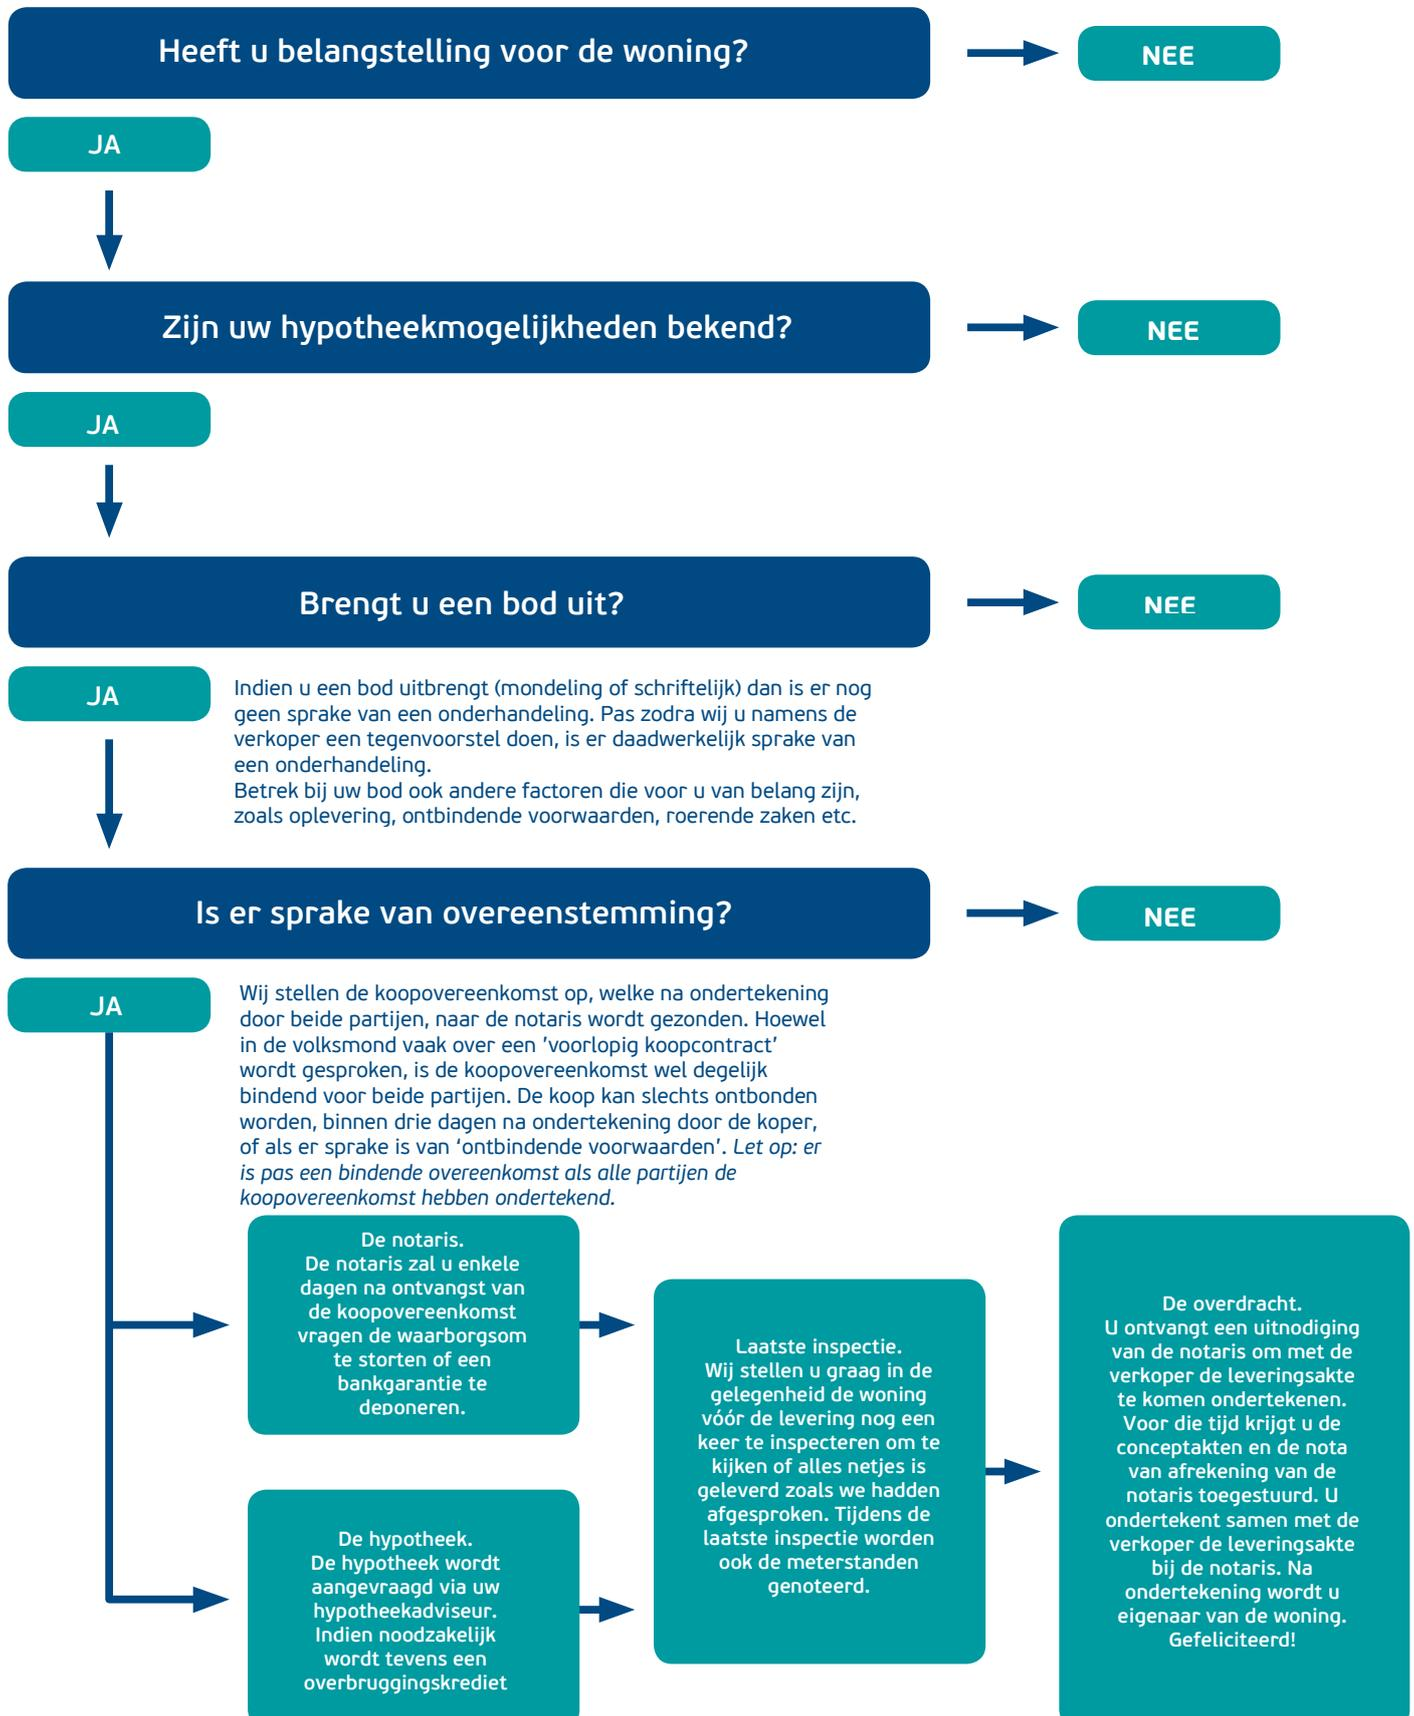 Heeft u belangstelling voor de woning?
NEE
JA
Zijn uw hypotheekmogelijkheden bekend?
NEE
JA
Brengt u een bod uit?
NEE
JA
Indien u een bod uitbrengt (mondeling of schriftelijk) dan is er nog
geen sprake van een onderhandeling. Pas zodra wij u namens de
verkoper een tegenvoorstel doen, is er daadwerkelijk sprake van
een onderhandeling.
Betrek bij uw bod ook andere factoren die voor u van belang zijn,
zoals oplevering, ontbindende voorwaarden, roerende zaken etc.
Is er sprake van overeenstemming?
NEE
JA
Wij stellen de koopovereenkomst op, welke na ondertekening
door beide partijen, naar de notaris wordt gezonden. Hoewel
in de volksmond vaak over een 'voorlopig koopcontract'
wordt gesproken, is de koopovereenkomst wel degelijk
bindend voor beide partijen. De koop kan slechts ontbonden
worden, binnen drie dagen na ondertekening door de koper,
of als er sprake is van ‘ontbindende voorwaarden’. Let op: er
is pas een bindende overeenkomst als alle partijen de
koopovereenkomst hebben ondertekend.
De notaris.
De notaris zal u enkele
dagen na ontvangst van
de koopovereenkomst
vragen de waarborgsom
te storten of een
bankgarantie te
deponeren.
De hypotheek.
De hypotheek wordt
aangevraagd via uw
hypotheekadviseur.
Indien noodzakelijk
wordt tevens een
overbruggingskrediet
Laatste inspectie.
Wij stellen u graag in de
gelegenheid de woning
vóór de levering nog een
keer te inspecteren om te
kijken of alles netjes is
geleverd zoals we hadden
afgesproken. Tijdens de
laatste inspectie worden
ook de meterstanden
genoteerd.
De overdracht.
U ontvangt een uitnodiging
van de notaris om met de
verkoper de leveringsakte
te komen ondertekenen.
Voor die tijd krijgt u de
conceptakten en de nota
van afrekening van de
notaris toegestuurd. U
ondertekent samen met de
verkoper de leveringsakte
bij de notaris. Na
ondertekening wordt u
eigenaar van de woning.
Gefeliciteerd!